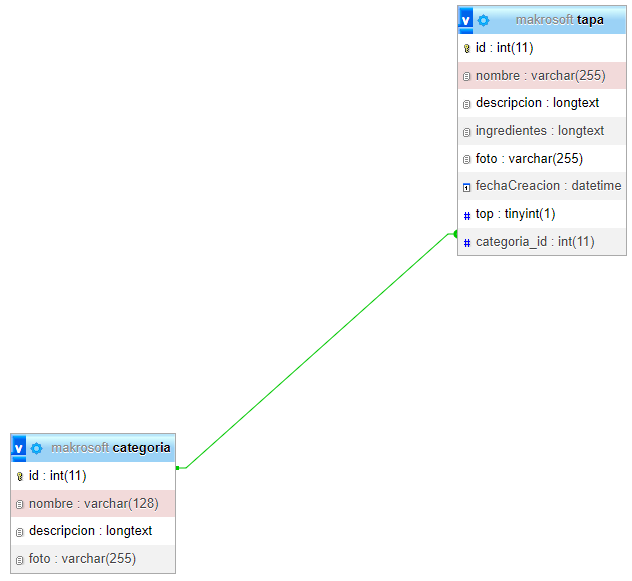 v makrosoft tapa
id : int(11)
nombre : varchar(255)
descripcion : longtext
ingredientes : longtext
foto : varchar(255)
fechaCreacion : datetime
# top : tinyint(1)
# categoria_id : int(11)
v makrosoft categoria
id : int(11)
nombre : varchar(128)
descripcion : longtext
foto : varchar(255)